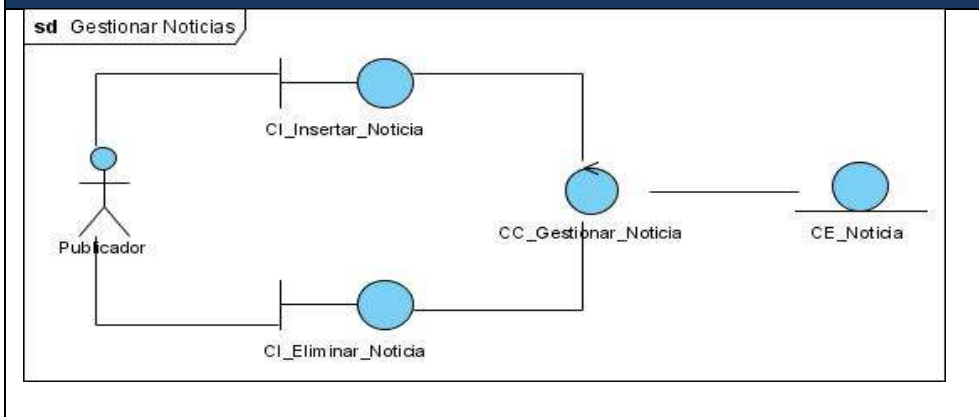 sd Gestionar Noticias
CI_Insertar_Noticia
Publicador
CC_Gestionar_Noticia
CE_Noticia
CI_Eliminar_Noticia